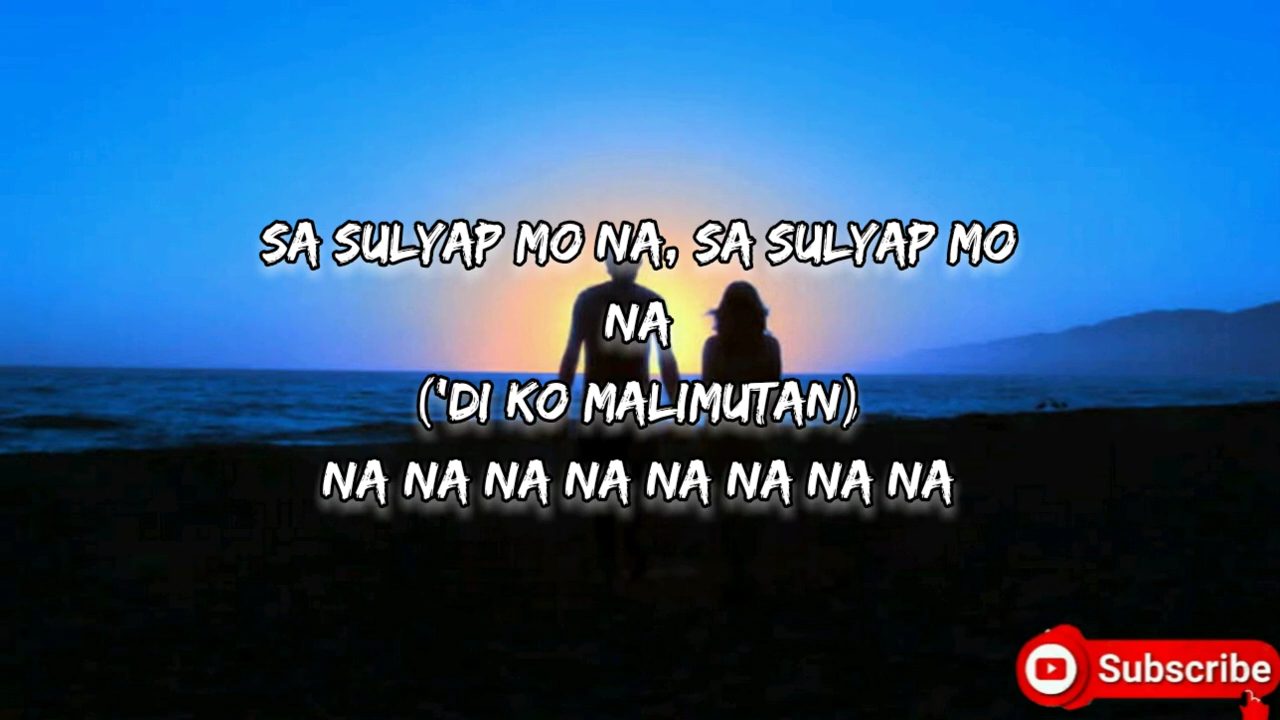 SA SULYAP MO NA, SA SULYAP MO
NA
('DI KO MALIMUTAN)
NA NA NA NA NA NA NA NA
Subscribe